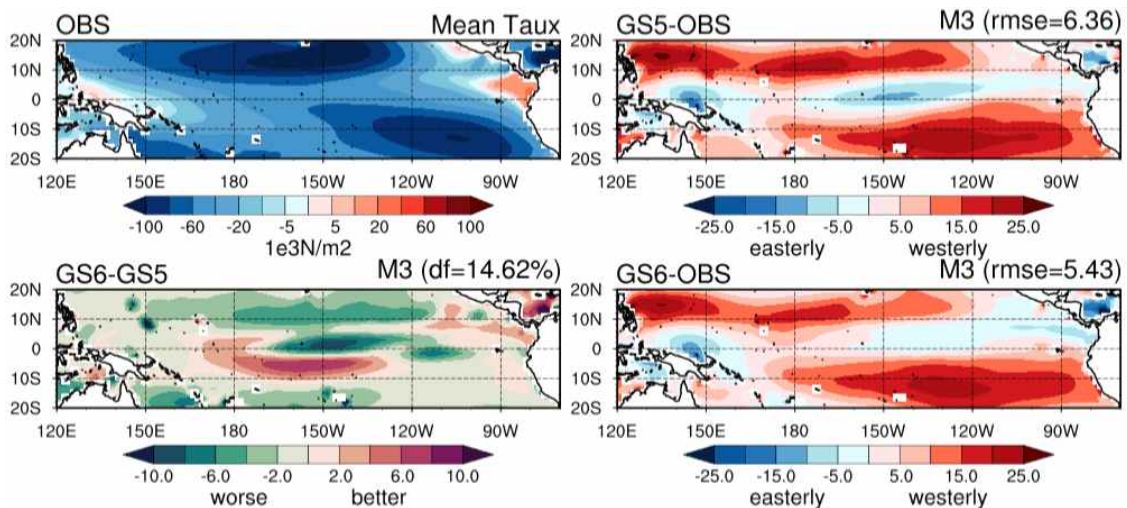 OBS Mean Taux
20N
10N
0
10S
20S
120E 150E 180 150W 120W 90W
-100 -60 -20 -5 5 20 60 100
1e3N/m2
GS5-OBS M3 (rmse=6.36)
20N
10N
0
10S
20S
120E 150E 180 150W 120W 90W
-25.0 -15.0 -5.0 5.0 15.0 25.0
easterly westerly
GS6-GS5 M3 (df=14.62%)
20N
10N
0
10S
20S
120E 150E 180 150W 120W 90W
-10.0 -6.0 -2.0 2.0 6.0 10.0
worse better
GS6-OBS M3 (rmse=5.43)
20N
10N
0
10S
20S
120E 150E 180 150W 120W 90W
-25.0 -15.0 -5.0 5.0 15.0 25.0
easterly westerly